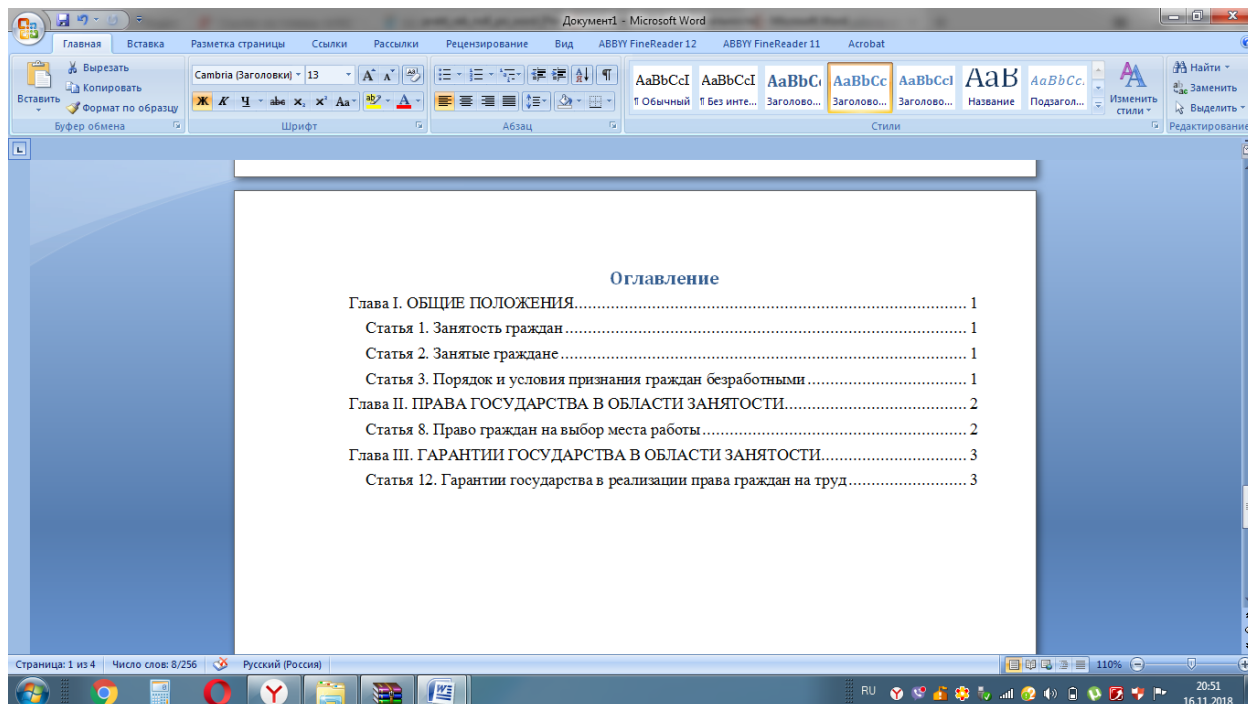 Документ1 - Microsoft Word
Главная Вставка Разметка страницы Ссылки Рассылки Рецензирование Вид ABBYY FineReader 12 ABBYY FineReader 11 Acrobat
Вставить
Вырезать
Копировать
Формат по образцу
Буфер обмена
Cambria (Заголовки) 13
Ж К Ч abe x₂ x² Aa
Шрифт
Абзац
AaBbCcI AaBbCcI AaBbC AaBbCc AaBbCcI АаВ AaBbCc.
¶ Обычный ¶ Без инте... Заголово... Заголово... Заголово... Название Подзагол...
Изменить стили
Стили
Найти
Заменить
Выделить
Редактирование
Оглавление
Глава I. ОБЩИЕ ПОЛОЖЕНИЯ 1
Статья 1. Занятость граждан 1
Статья 2. Занятые граждане 1
Статья 3. Порядок и условия признания граждан безработными 1
Глава II. ПРАВА ГОСУДАРСТВА В ОБЛАСТИ ЗАНЯТОСТИ 2
Статья 8. Право граждан на выбор места работы 2
Глава III. ГАРАНТИИ ГОСУДАРСТВА В ОБЛАСТИ ЗАНЯТОСТИ 3
Статья 12. Гарантии государства в реализации права граждан на труд 3
Страница: 1 из 4 Число слов: 8/256 Русский (Россия) 110%
RU 20:51
16.11.2018